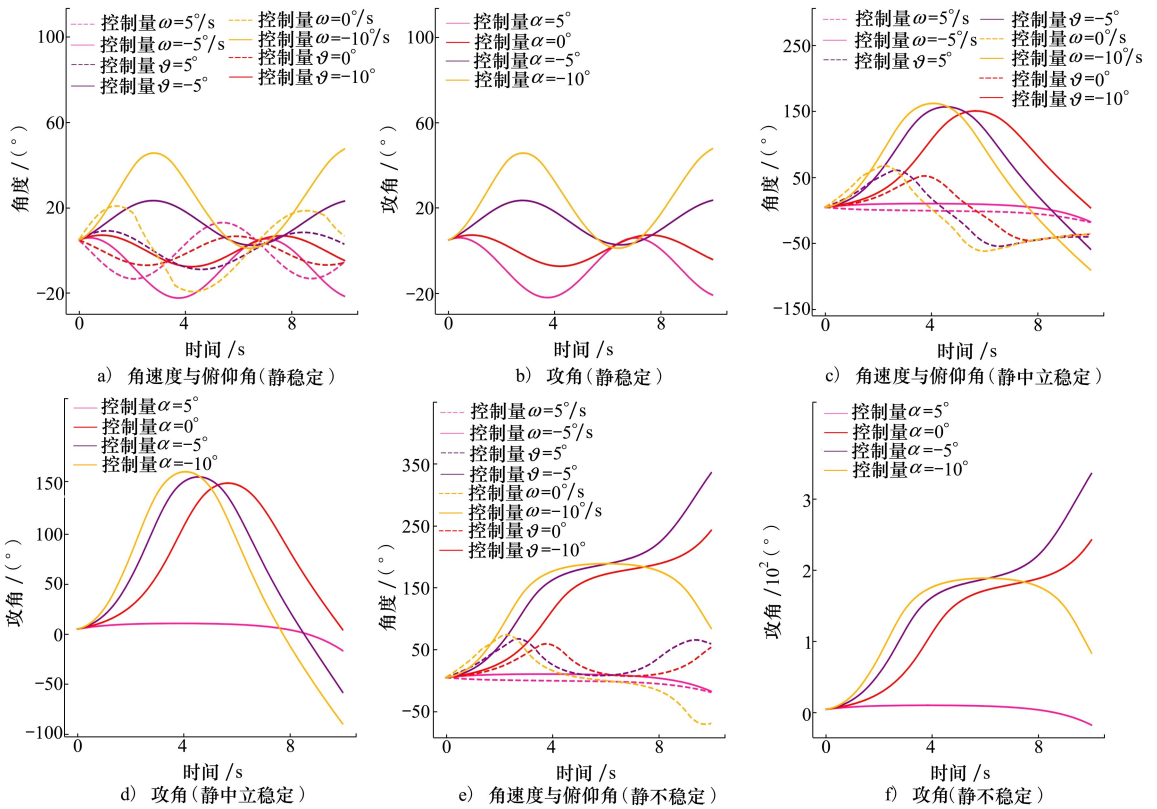 控制量ω=5°/s
控制量ω=-5°/s
控制量ϑ=5°
控制量ϑ=-5°
控制量ω=0°/s
控制量ω=-10°/s
控制量ϑ=0°
控制量ϑ=-10°
100
60
20
-20
角度/(°)
0 4 8
时间/s
a) 角速度与俯仰角(静稳定)
控制量α=5°
控制量α=0°
控制量α=-5°
控制量α=-10°
100
60
20
-20
攻角/(°)
0 4 8
时间/s
b) 攻角(静稳定)
控制量ω=5°/s
控制量ω=-5°/s
控制量ϑ=5°
控制量ϑ=-5°
控制量ω=0°/s
控制量ω=-10°/s
控制量ϑ=0°
控制量ϑ=-10°
250
150
50
-50
-150
角度/(°)
0 4 8
时间/s
c) 角速度与俯仰角(静中立稳定)
控制量α=5°
控制量α=0°
控制量α=-5°
控制量α=-10°
150
100
50
0
-50
-100
攻角/(°)
0 4 8
时间/s
d) 攻角(静中立稳定)
控制量ω=5°/s
控制量ω=-5°/s
控制量ϑ=5°
控制量ϑ=-5°
控制量ω=0°/s
控制量ω=-10°/s
控制量ϑ=0°
控制量ϑ=-10°
350
250
150
50
-50
角度/(°)
0 4 8
时间/s
e) 角速度与俯仰角(静不稳定)
控制量α=5°
控制量α=0°
控制量α=-5°
控制量α=-10°
3
2
1
0
攻角/10²(°)
0 4 8
时间/s
f) 攻角(静不稳定)